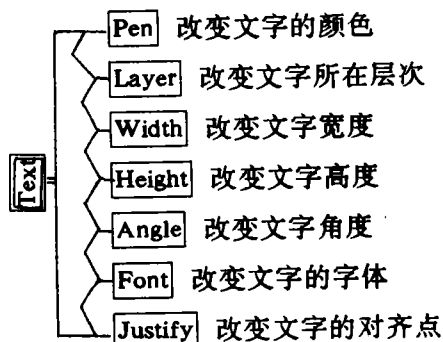 Pen 改变文字的颜色
Layer 改变文字所在层次
Width 改变文字宽度
Text
Height 改变文字高度
Angle 改变文字角度
Font 改变文字的字体
Justify 改变文字的对齐点